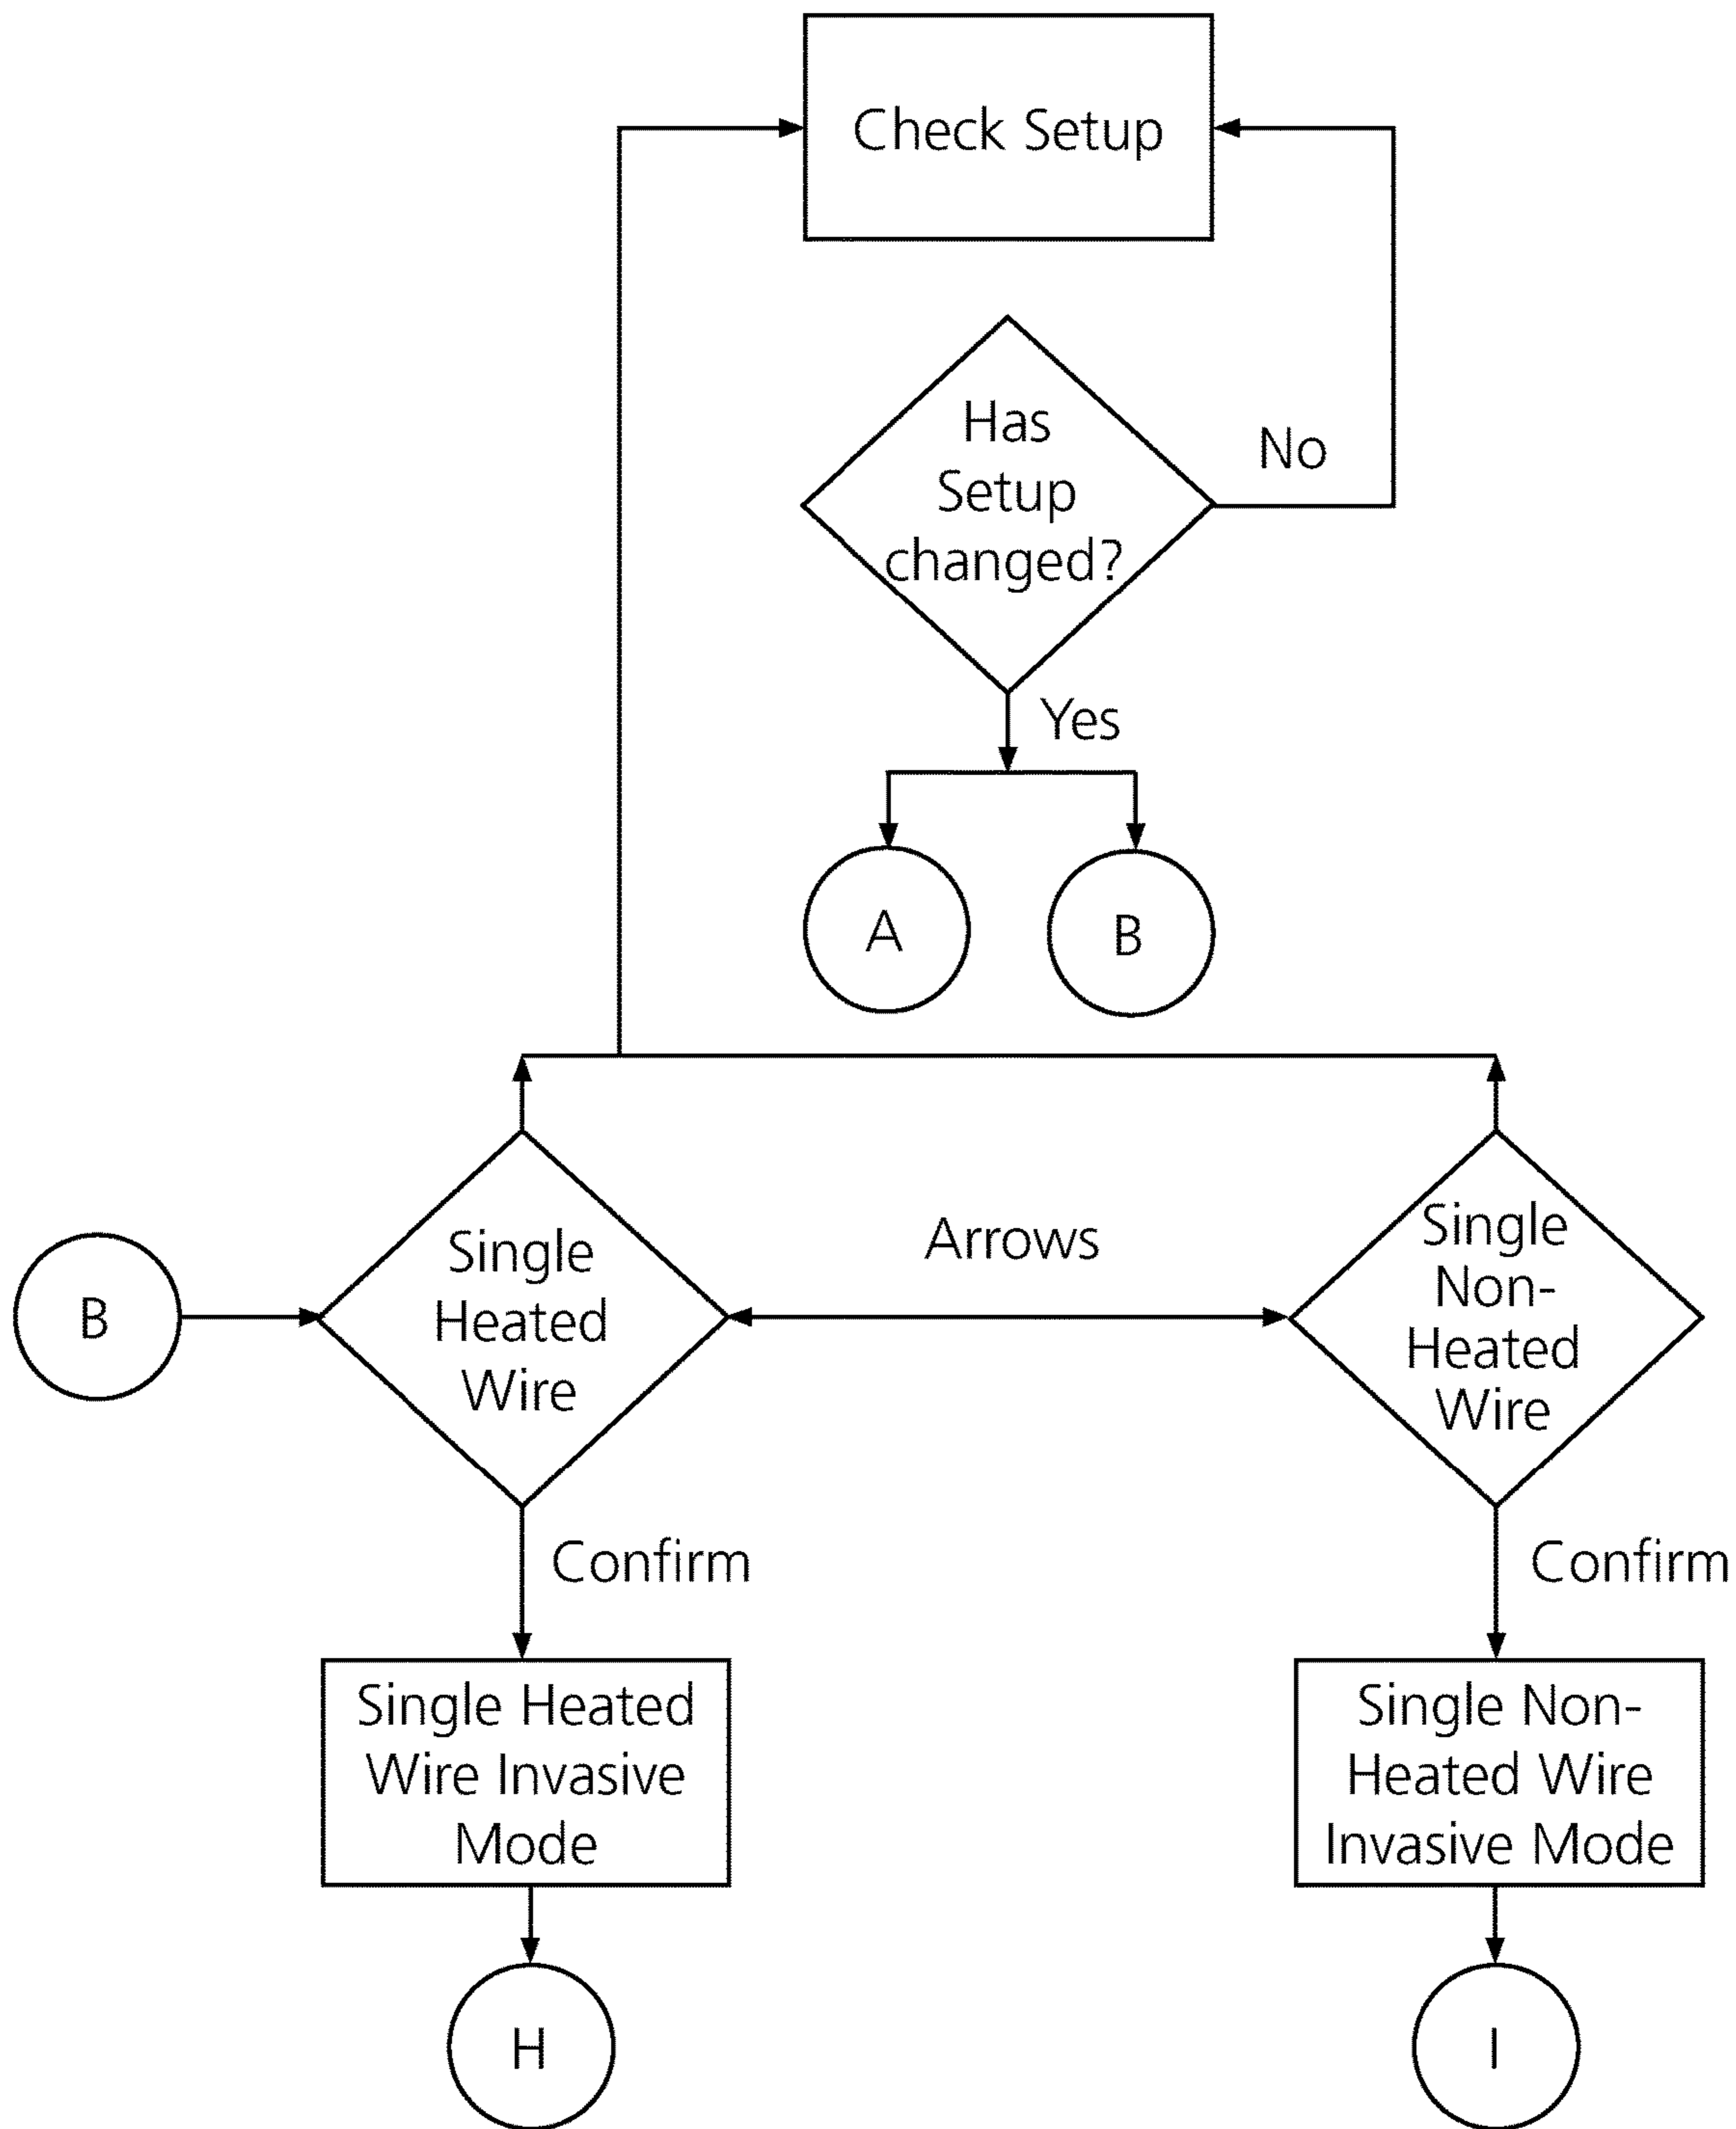 Check Setup
Has
Setup
changed?
No
Yes
A
B
B
Single
Heated
Wire
Arrows
Single
Non-
Heated
Wire
Confirm
Confirm
Single Heated
Wire Invasive
Mode
Single Non-
Heated Wire
Invasive Mode
H
I